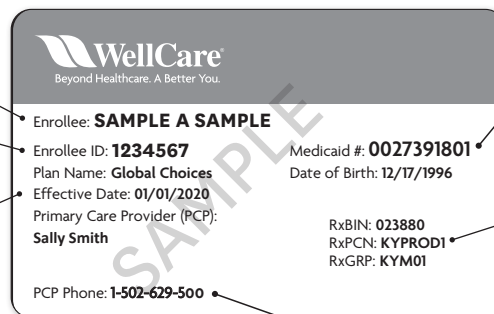 WellCare®
Beyond Healthcare. A Better You.
Enrollee: SAMPLE A SAMPLE
Enrollee ID: 1234567
Medicaid #: 0027391801
Plan Name: Global Choices
Date of Birth: 12/17/1996
Effective Date: 01/01/2020
Primary Care Provider (PCP):
Sally Smith
RxBIN: 023880
RxPCN: KYPROD1
RxGRP: KYM01
PCP Phone: 1-502-629-500
SAMPLE